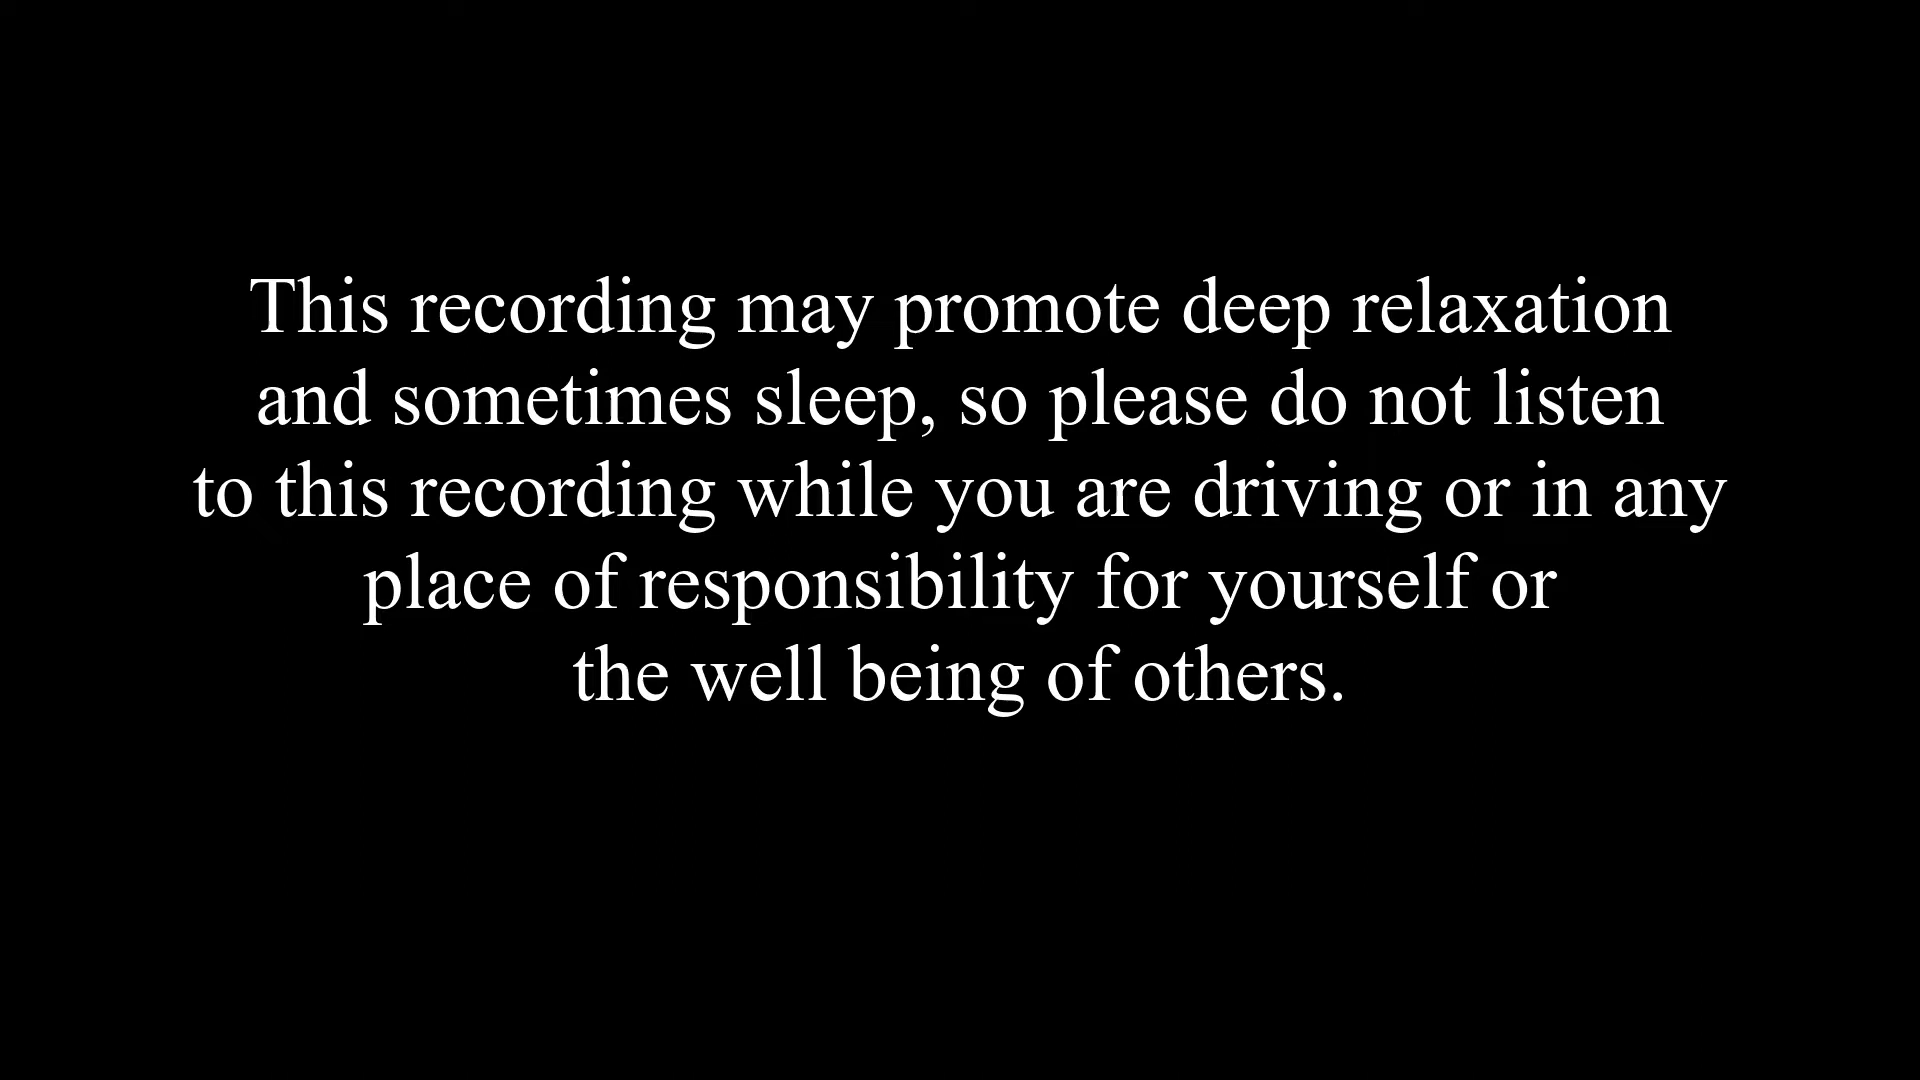 This recording may promote deep relaxation
and sometimes sleep, so please do not listen
to this recording while you are driving or in any
place of responsibility for yourself or
the well being of others.